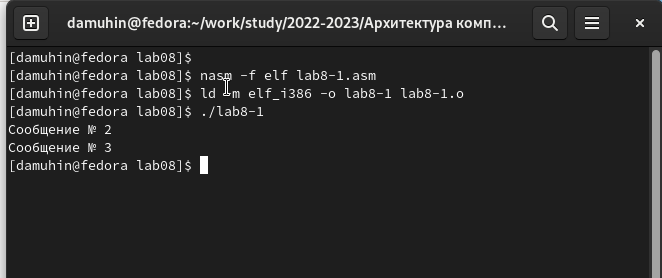 damuhin@fedora:~/work/study/2022-2023/Архитектура комп...
[damuhin@fedora lab08]$
[damuhin@fedora lab08]$ nasm -f elf lab8-1.asm
[damuhin@fedora lab08]$ ld -m elf_i386 -o lab8-1 lab8-1.o
[damuhin@fedora lab08]$ ./lab8-1
Сообщение № 2
Сообщение № 3
[damuhin@fedora lab08]$